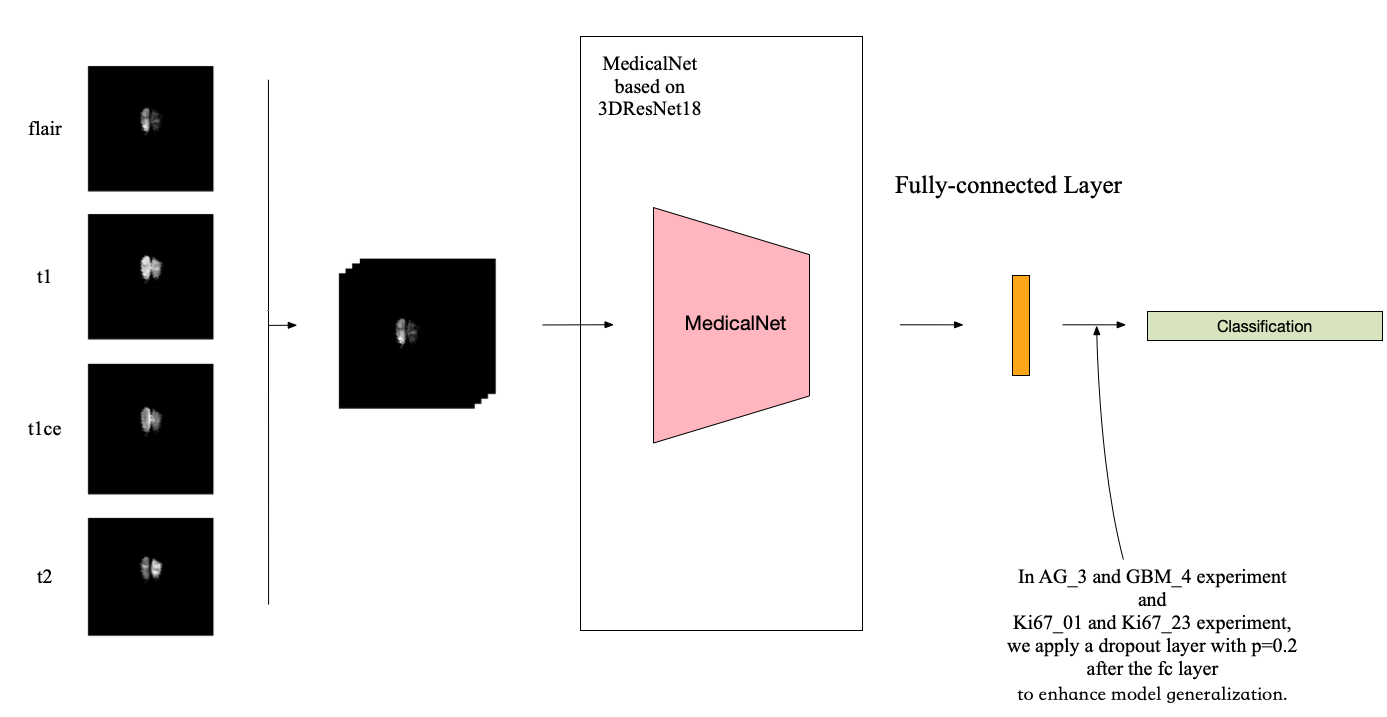 flair
t1
t1ce
t2
MedicalNet
based on
3DResNet18
MedicalNet
Fully-connected Layer
Classification
In AG_3 and GBM_4 experiment
and
Ki67_01 and Ki67_23 experiment,
we apply a dropout layer with p=0.2
after the fc layer
to enhance model generalization.